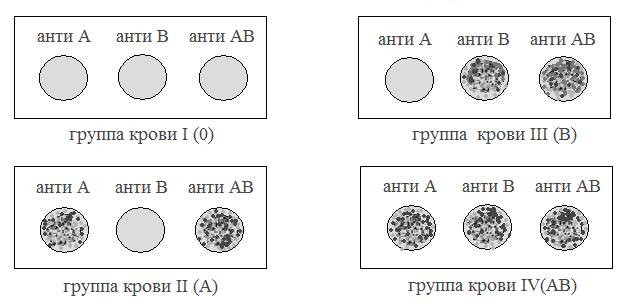 анти А анти В анти АВ
группа крови I (0)
анти А анти В анти АВ
группа крови III (В)
анти А анти В анти АВ
группа крови II (А)
анти А анти В анти АВ
группа крови IV(АВ)